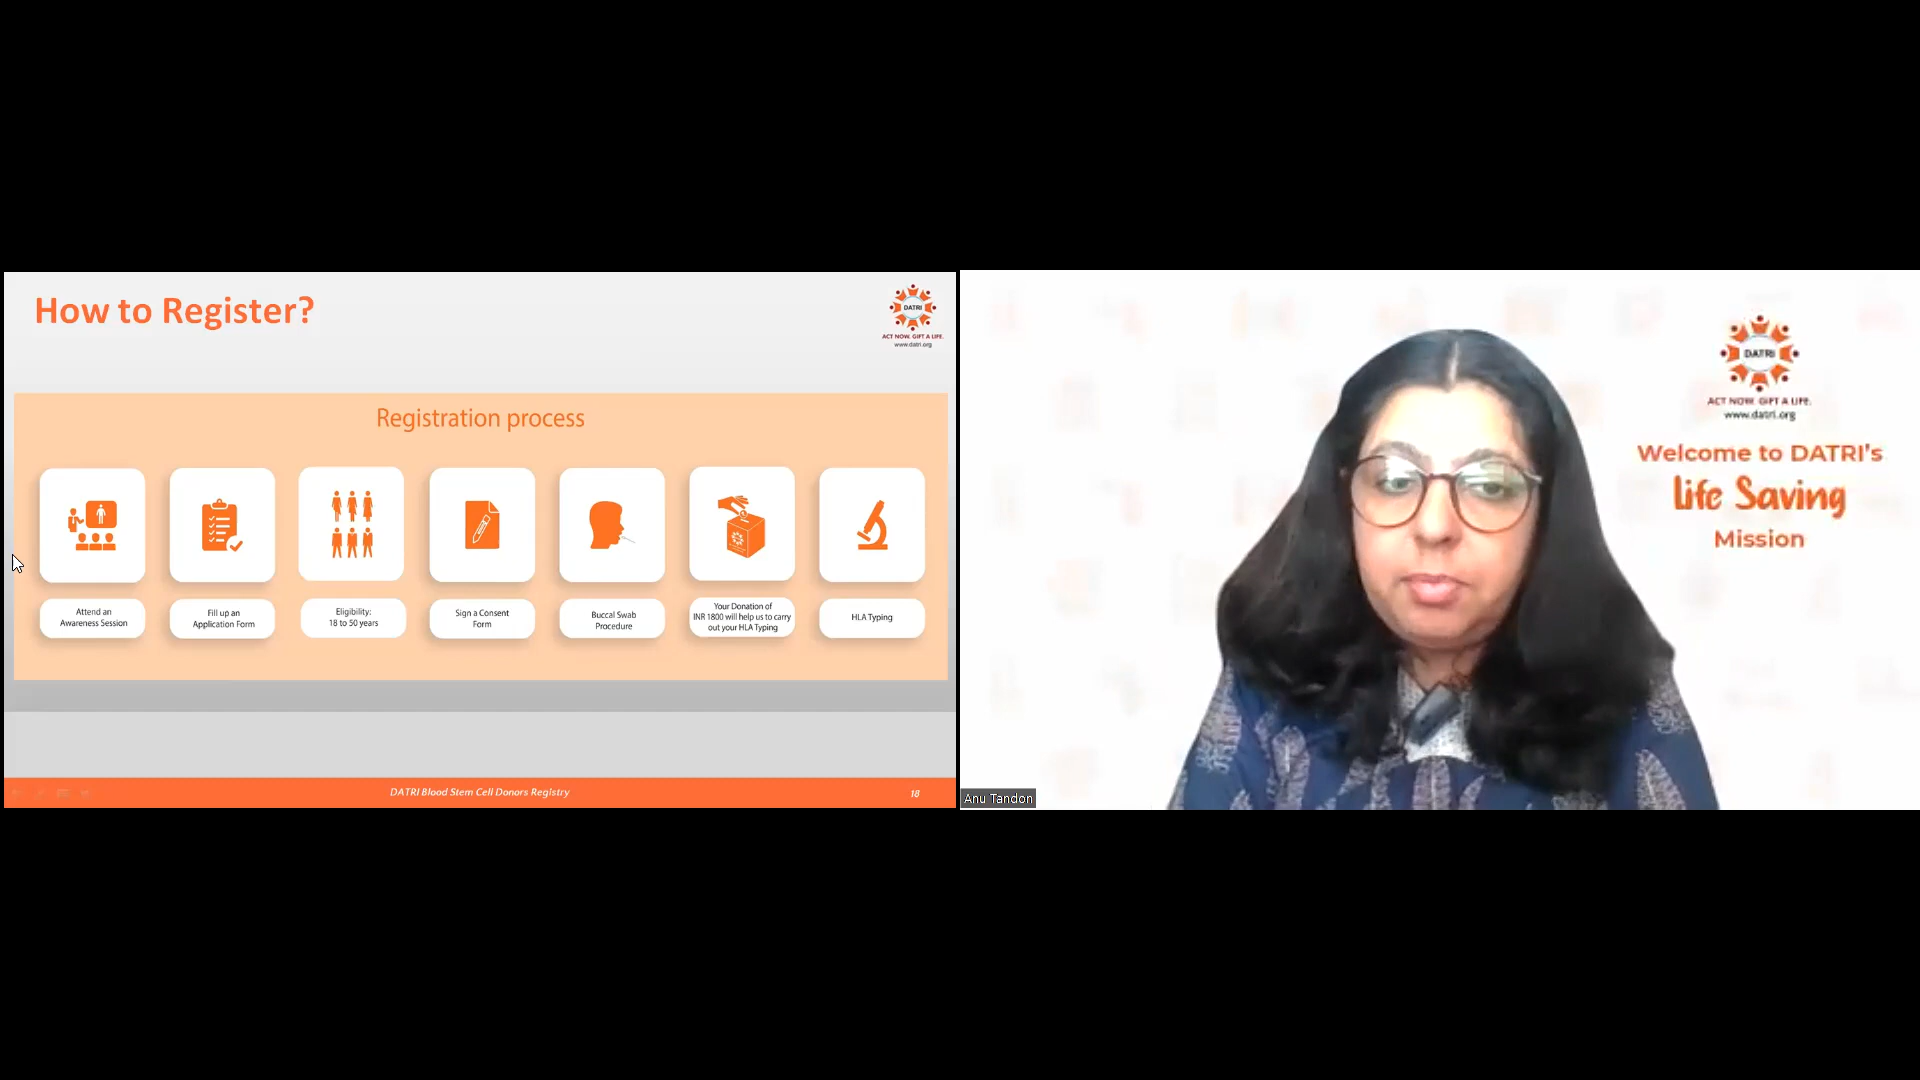 How to Register?
DATRI
ACT NOW. GIFT A LIFE.
www.datri.org
Registration process
Attend an
Awareness Session
Fill up an
Application Form
Eligibility:
18 to 50 years
Sign a Consent
Form
Buccal Swab
Procedure
Your Donation of
INR 1800 will help us to carry
out your HLA Typing
HLA Typing
DATRI Blood Stem Cell Donors Registry
18
DATRI
ACT NOW. GIFT A LIFE.
www.datri.org
Welcome to DATRI's
Life Saving
Mission
Anu Tandon